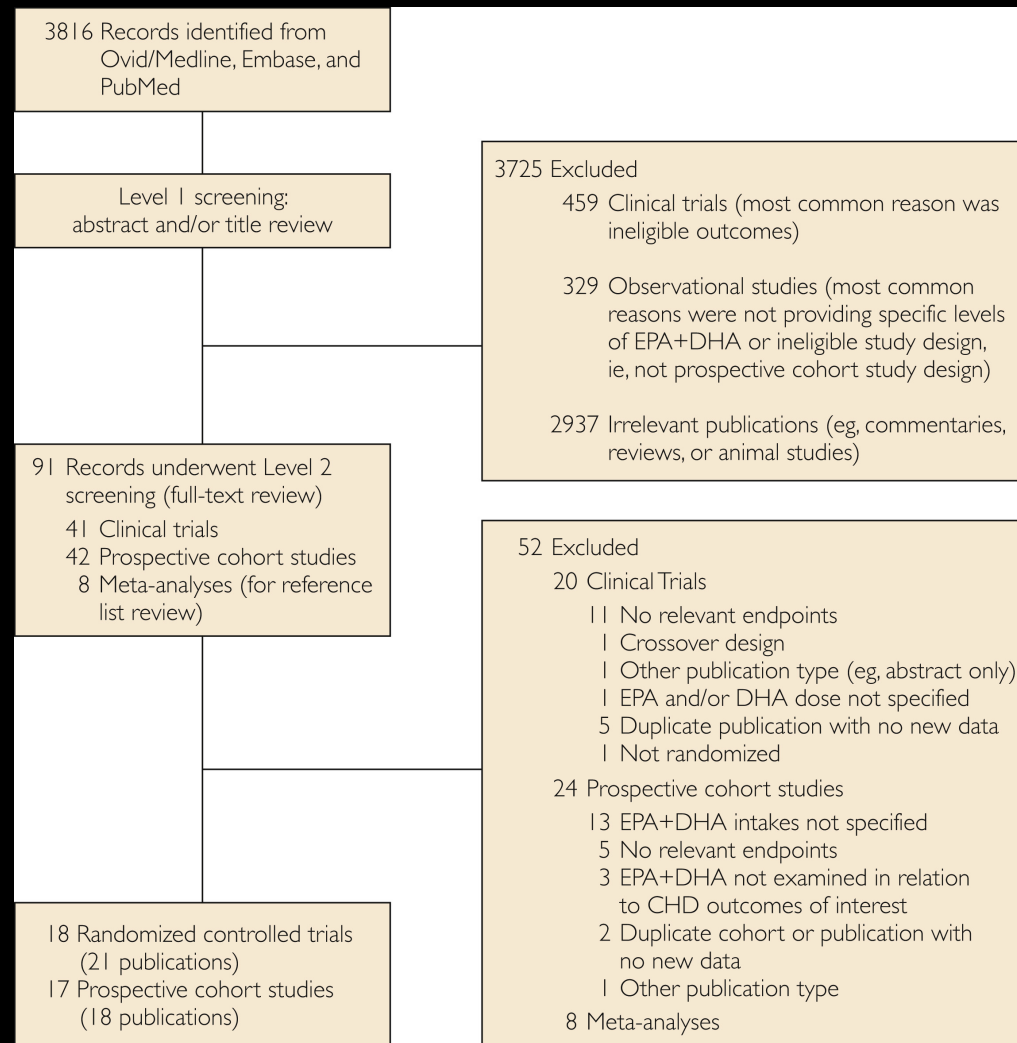 3816 Records identified from
Ovid/Medline, Embase, and
PubMed
Level 1 screening:
abstract and/or title review
3725 Excluded
459 Clinical trials (most common reason was
ineligible outcomes)
329 Observational studies (most common
reasons were not providing specific levels
of EPA+DHA or ineligible study design,
ie, not prospective cohort study design)
2937 Irrelevant publications (eg, commentaries,
reviews, or animal studies)
91 Records underwent Level 2
screening (full-text review)
41 Clinical trials
42 Prospective cohort studies
8 Meta-analyses (for reference
list review)
52 Excluded
20 Clinical Trials
11 No relevant endpoints
1 Crossover design
1 Other publication type (eg, abstract only)
1 EPA and/or DHA dose not specified
5 Duplicate publication with no new data
1 Not randomized
24 Prospective cohort studies
13 EPA+DHA intakes not specified
5 No relevant endpoints
3 EPA+DHA not examined in relation
to CHD outcomes of interest
2 Duplicate cohort or publication with
no new data
1 Other publication type
8 Meta-analyses
18 Randomized controlled trials
(21 publications)
17 Prospective cohort studies
(18 publications)